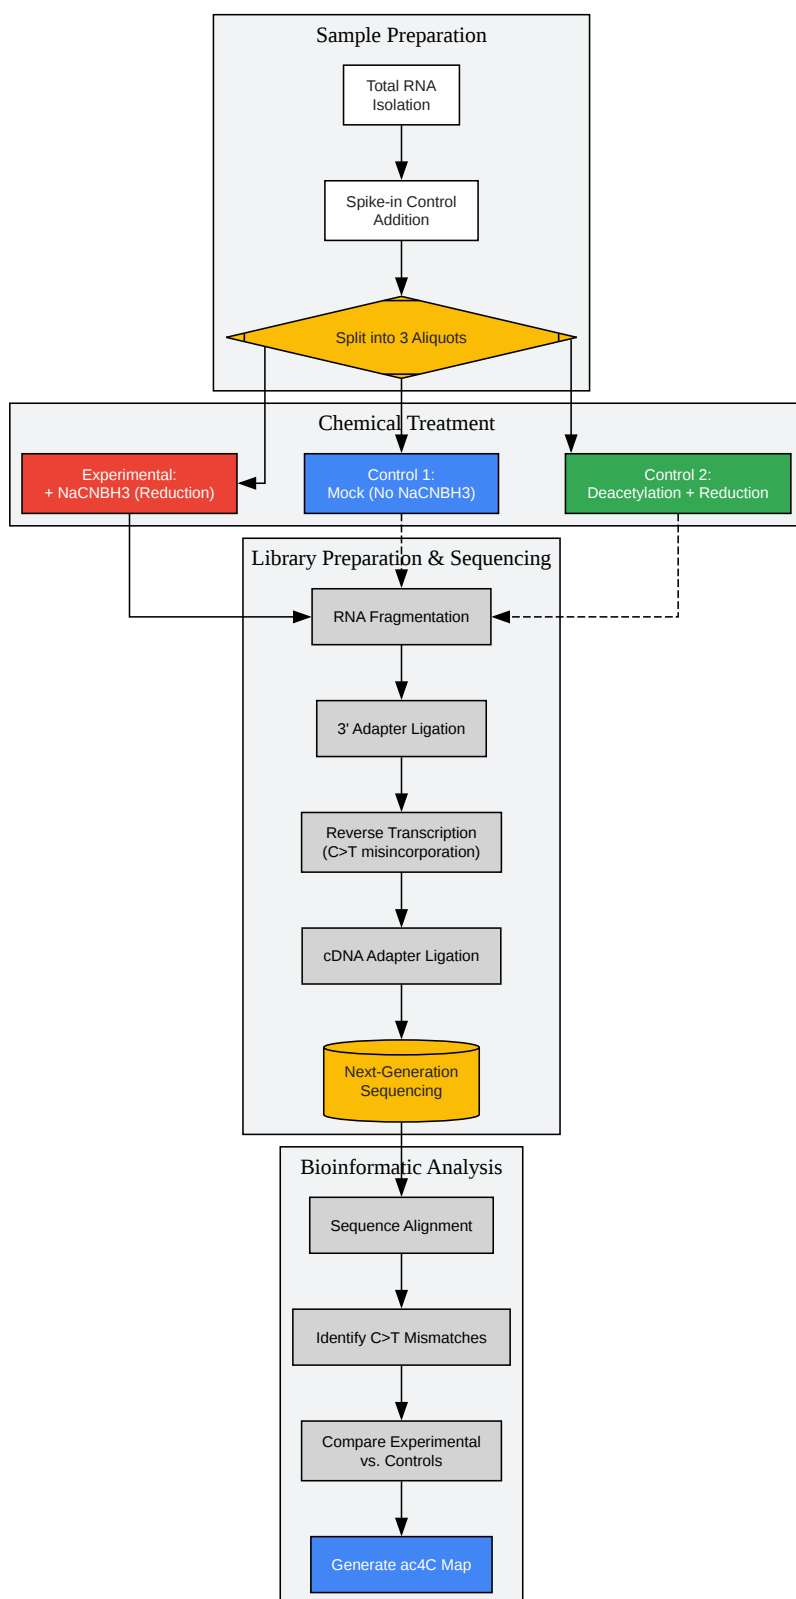 Sample Preparation
Total RNA
Isolation
Spike-in Control
Addition
Split into 3 Aliquots
Chemical Treatment
Experimental:
+ NaCNBH3 (Reduction)
Control 1:
Mock (No NaCNBH3)
Control 2:
Deacetylation + Reduction
Library Preparation & Sequencing
RNA Fragmentation
3' Adapter Ligation
Reverse Transcription
(C>T misincorporation)
cDNA Adapter Ligation
Next-Generation
Sequencing
Bioinformatic Analysis
Sequence Alignment
Identify C>T Mismatches
Compare Experimental
vs. Controls
Generate ac4C Map